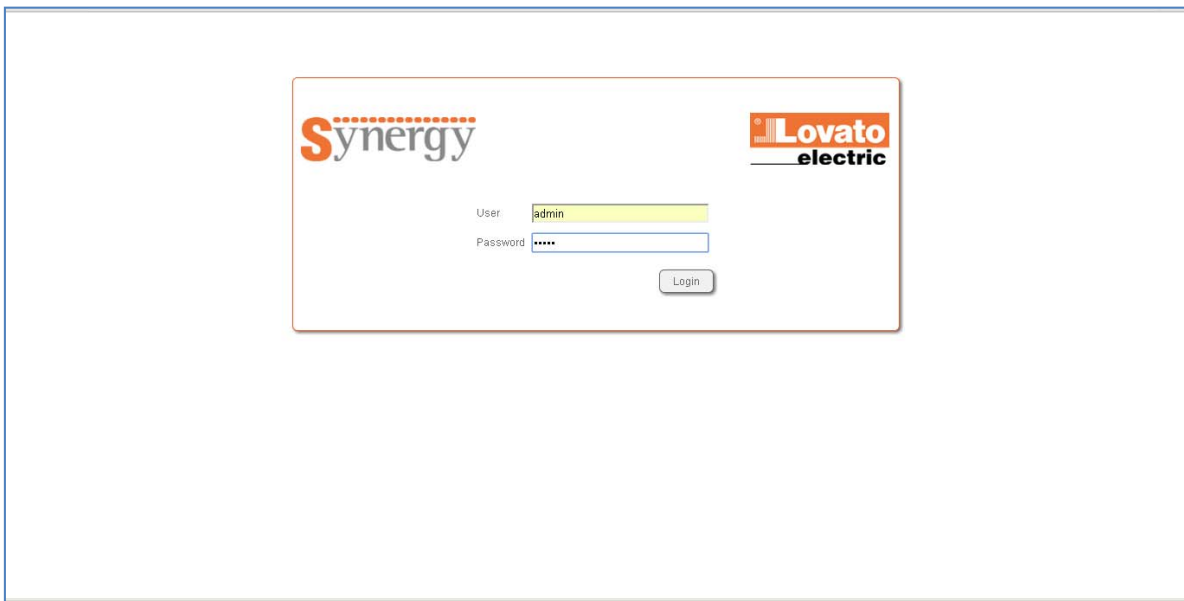 Synergy
Lovato
electric
User admin
Password •••••
Login